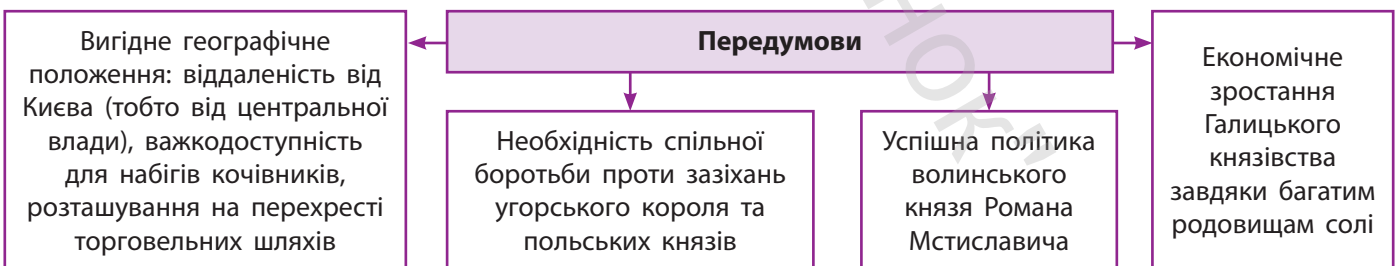 Передумови
Вигідне географічне
положення: віддаленість від
Києва (тобто від центральної
влади), важкодоступність
для набігів кочівників,
розташування на перехресті
торговельних шляхів
Необхідність спільної
боротьби проти зазіхань
угорського короля та
польських князів
Успішна політика
волинського
князя Романа
Мстиславича
Економічне
зростання
Галицького
князівства
завдяки багатим
родовищам солі
НОК"